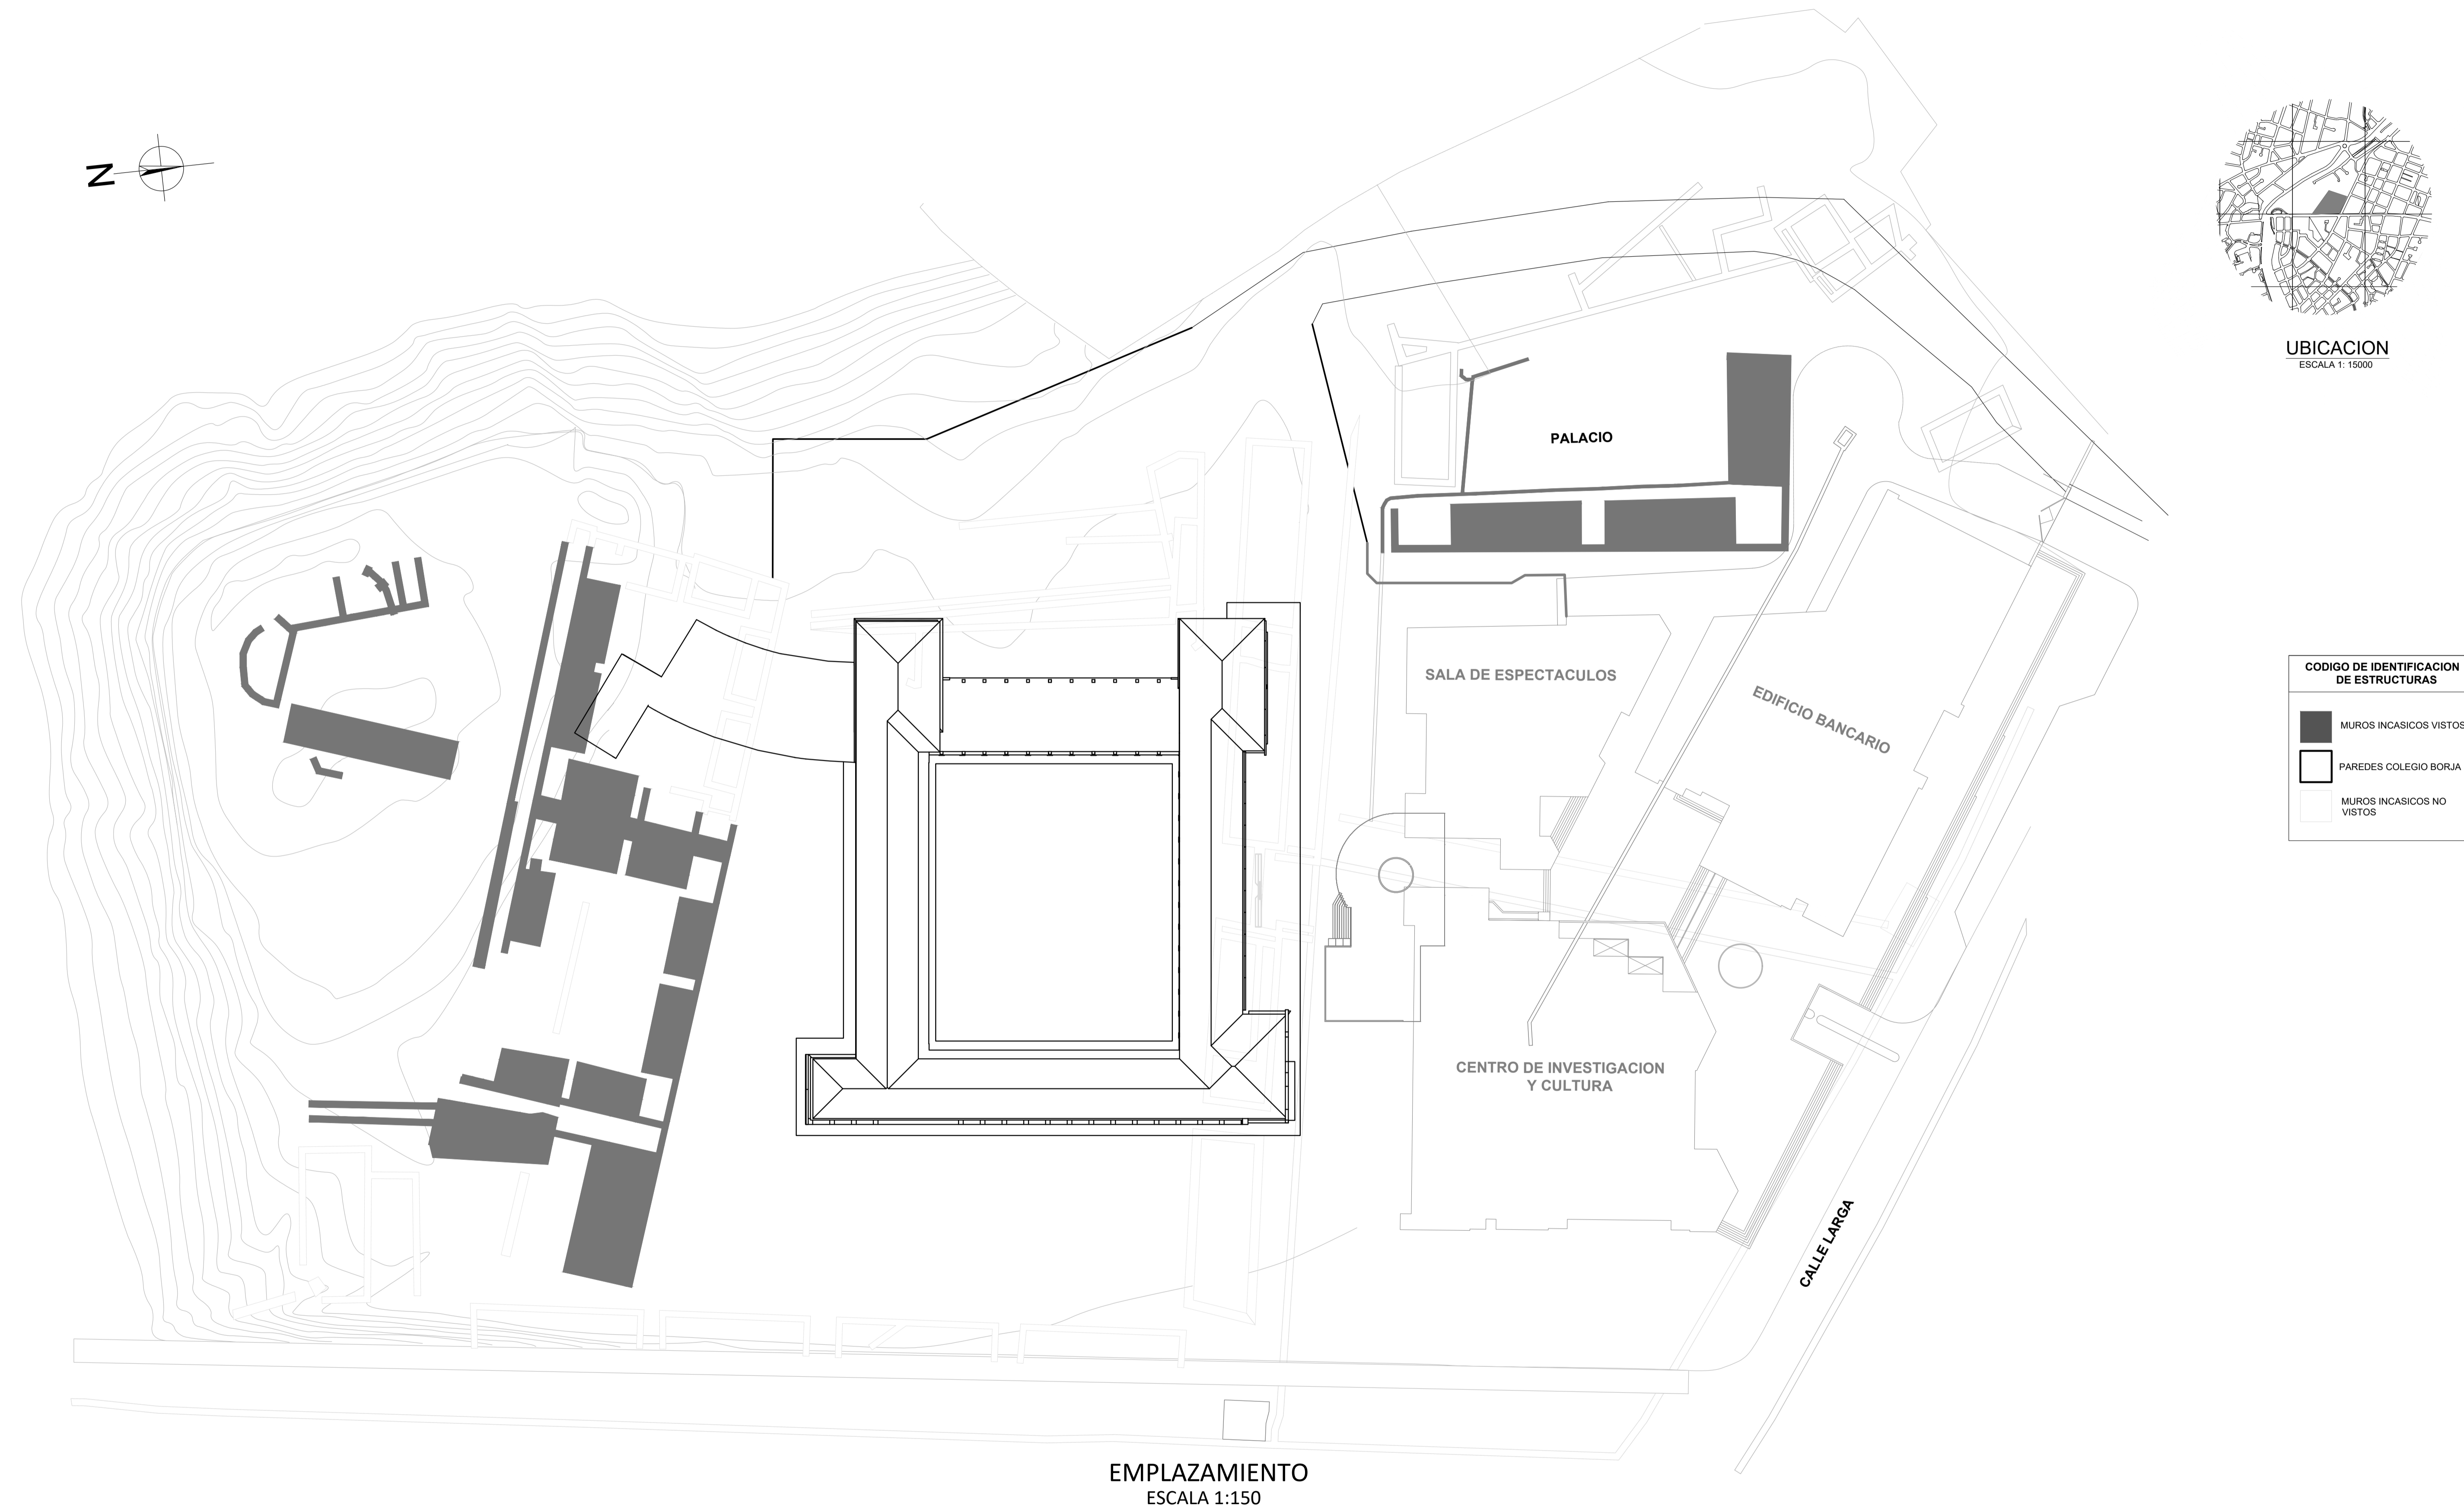 N
UBICACION
ESCALA 1: 15000
PALACIO
SALA DE ESPECTACULOS
EDIFICIO BANCARIO
CODIGO DE IDENTIFICACION
DE ESTRUCTURAS
MUROS INCASICOS VISTOS
PAREDES COLEGIO BORJA
MUROS INCASICOS NO
VISTOS
CENTRO DE INVESTIGACION
Y CULTURA
CALLE LARGA
EMPLAZAMIENTO
ESCALA 1:150